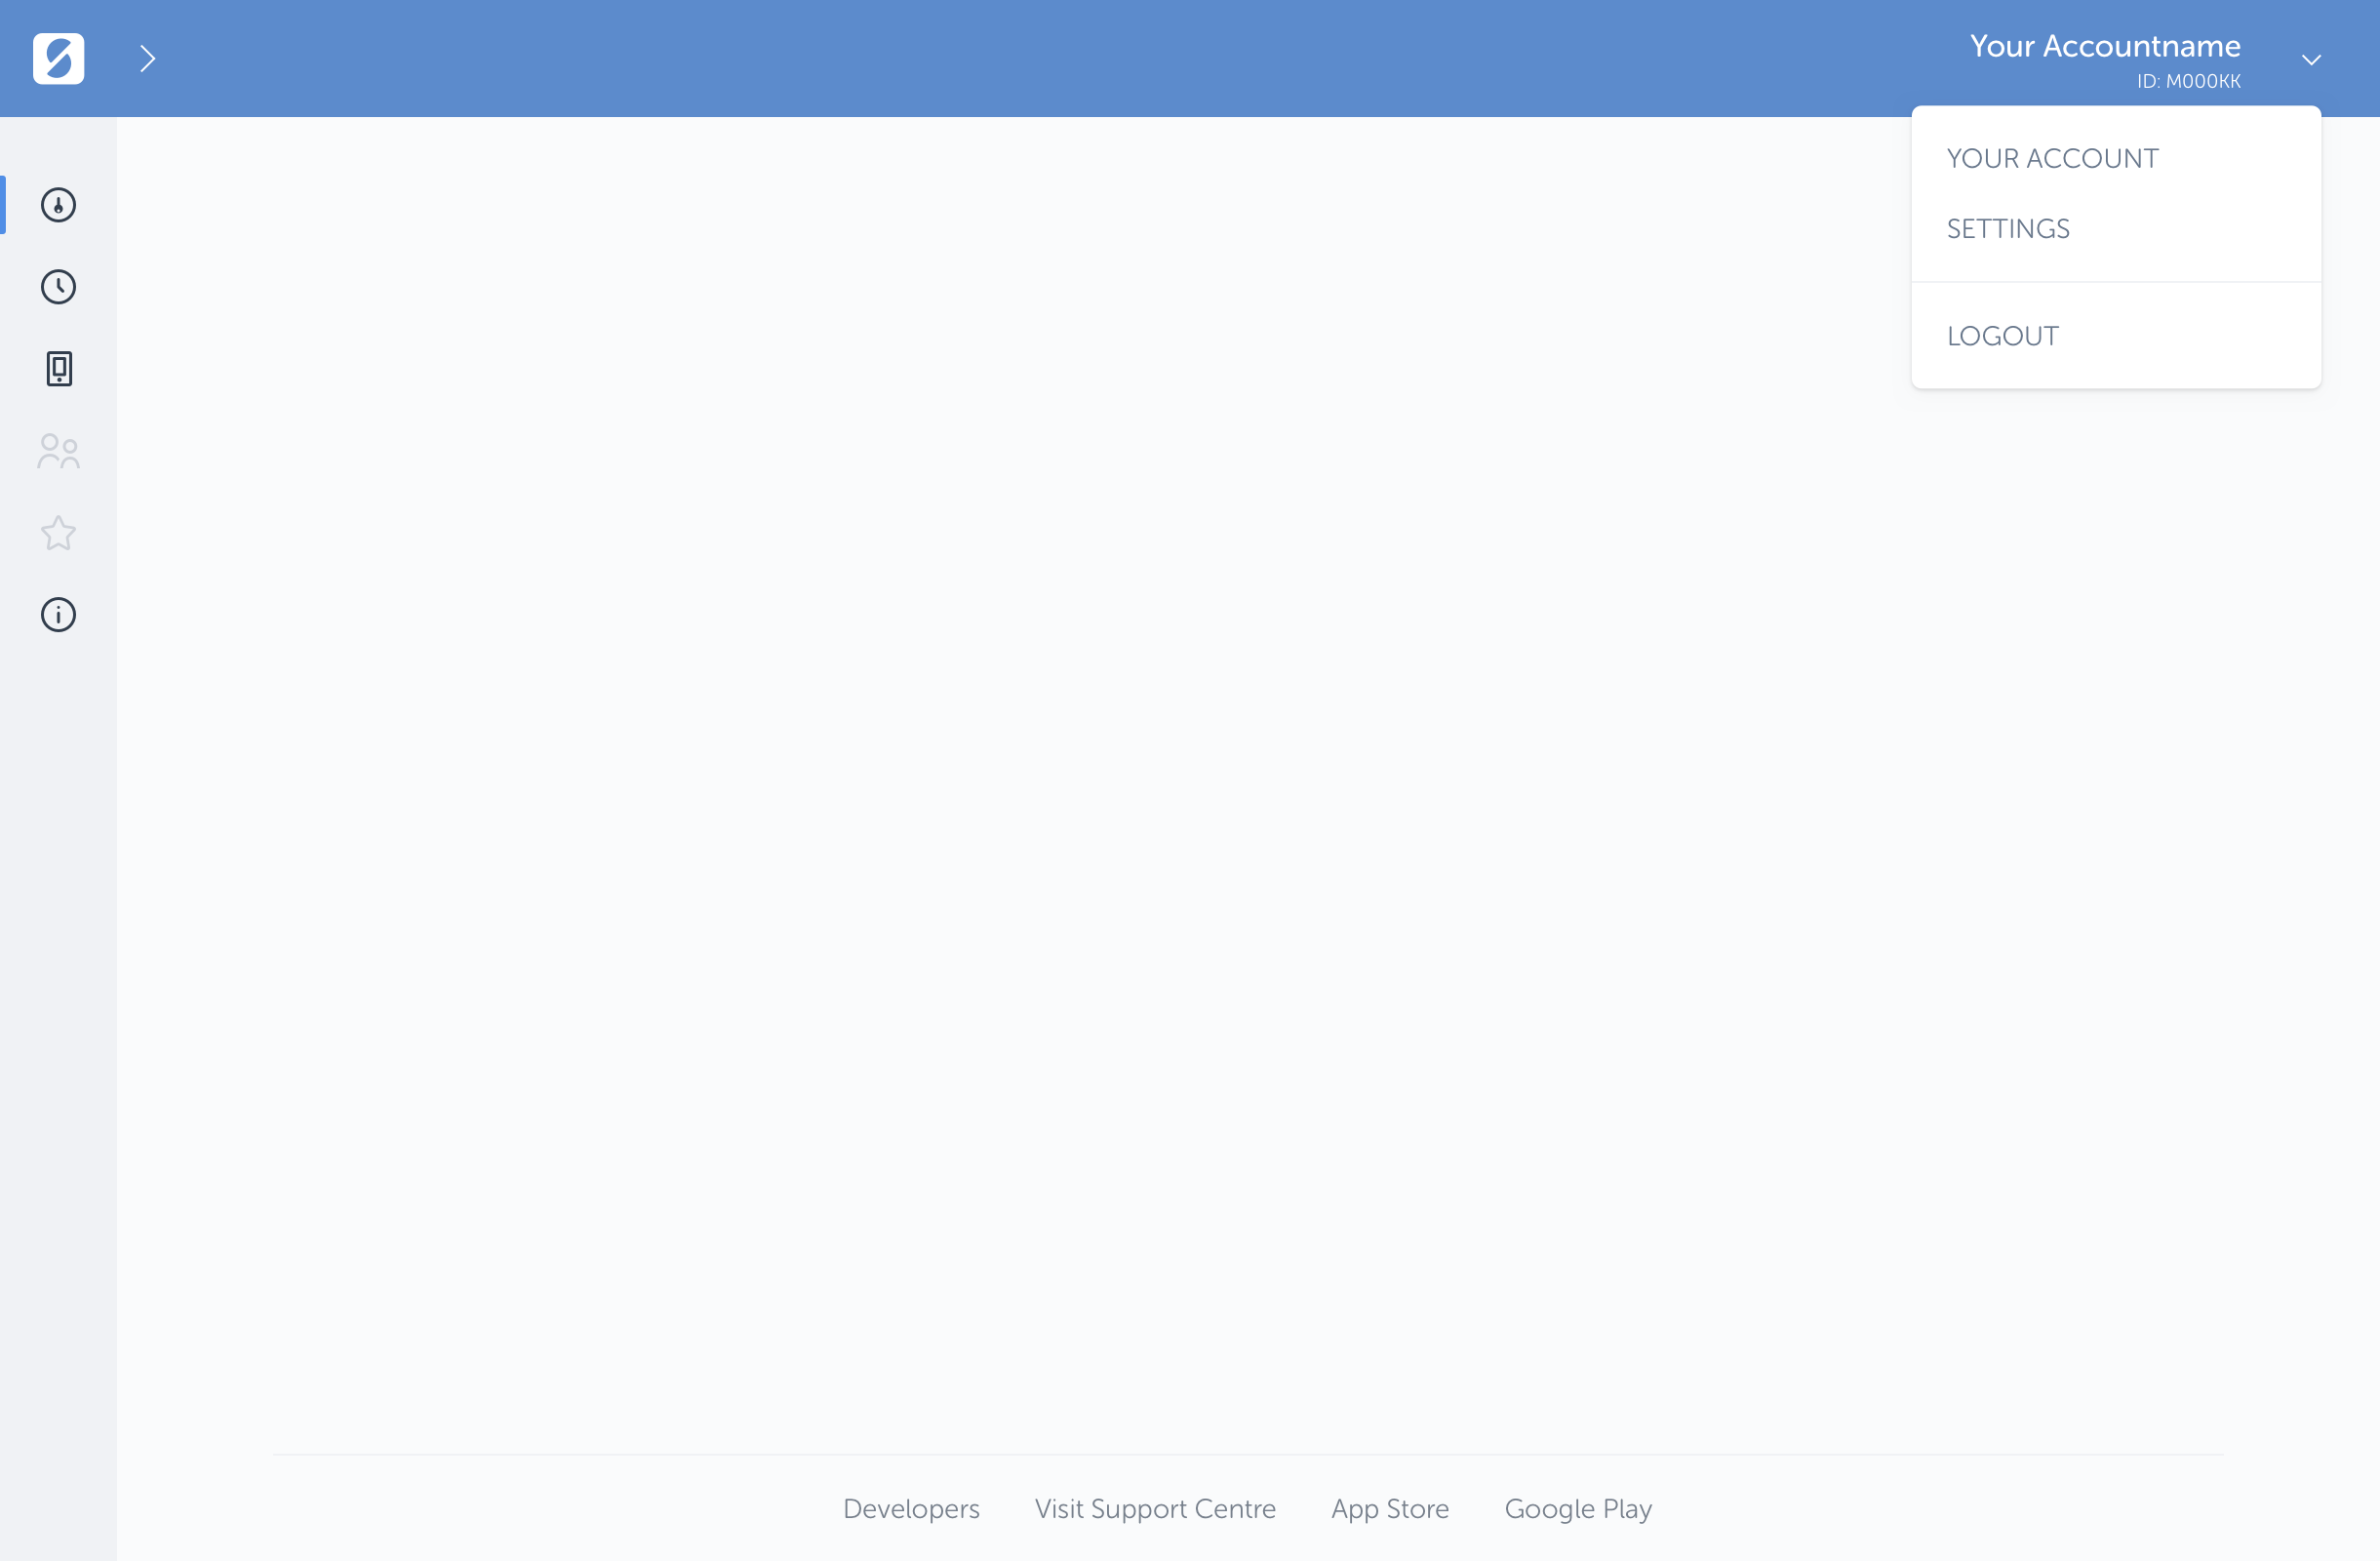 Your Accountname
ID: M000KK
YOUR ACCOUNT
SETTINGS
LOGOUT
Developers
Visit Support Centre
App Store
Google Play